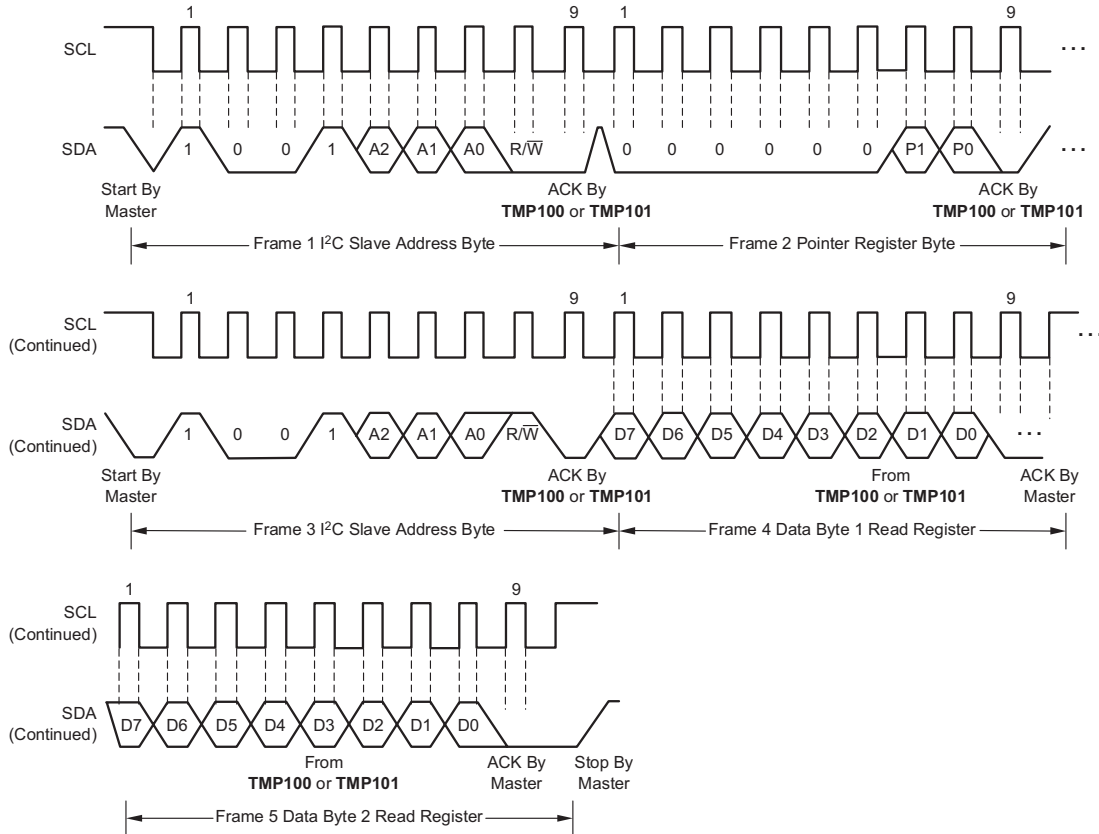 1 9 1 9
SCL
...
SDA
1 0 0 1 A2 A1 A0 R/W̅ 0 0 0 0 0 0 P1 P0 ...
Start By
Master
ACK By
TMP100 or TMP101
ACK By
TMP100 or TMP101
Frame 1 I²C Slave Address Byte
Frame 2 Pointer Register Byte
1 9 1 9
SCL
(Continued)
...
SDA
(Continued)
1 0 0 1 A2 A1 A0 R/W̅ D7 D6 D5 D4 D3 D2 D1 D0 ...
Start By
Master
ACK By
TMP100 or TMP101
From
TMP100 or TMP101
ACK By
Master
Frame 3 I²C Slave Address Byte
Frame 4 Data Byte 1 Read Register
1 9
SCL
(Continued)
SDA
(Continued)
D7 D6 D5 D4 D3 D2 D1 D0
From
TMP100 or TMP101
ACK By
Master
Stop By
Master
Frame 5 Data Byte 2 Read Register